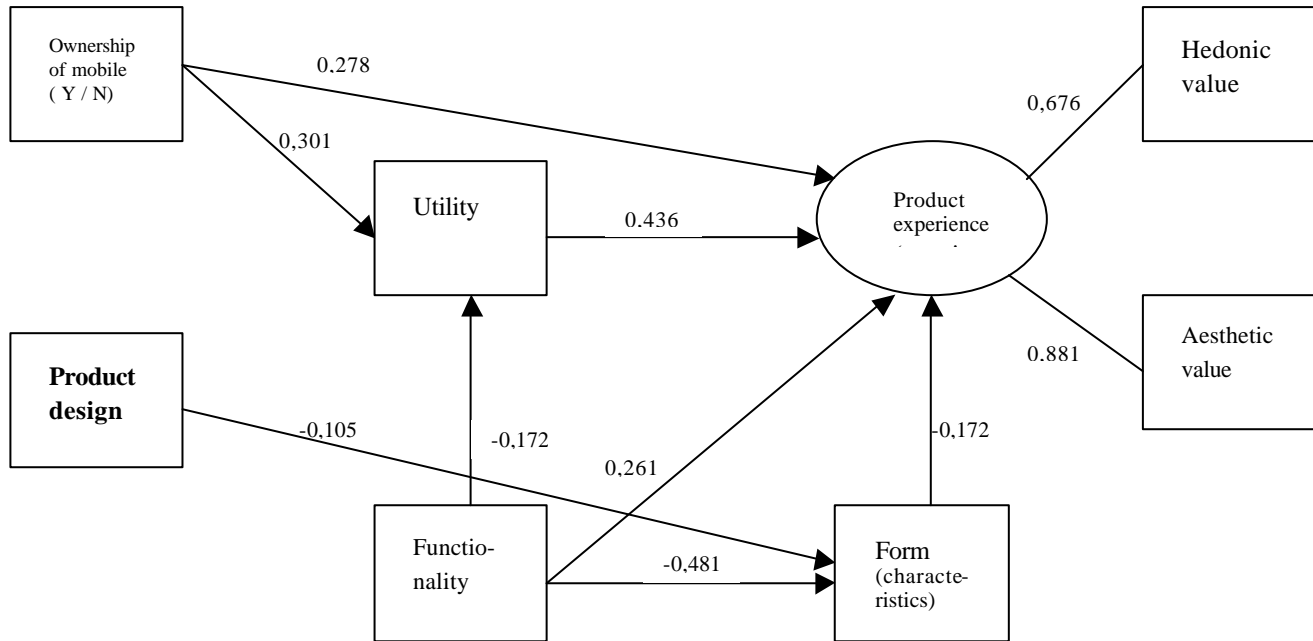 Ownership
of mobile
( Y / N)
0,278
0,301
Utility
0,436
Product
experience
Hedonic
value
0,676
Aesthetic
value
0,881
Product
design
-0,105
-0,172
0,261
-0,172
Functio-
nality
-0,481
Form
(characte-
ristics)